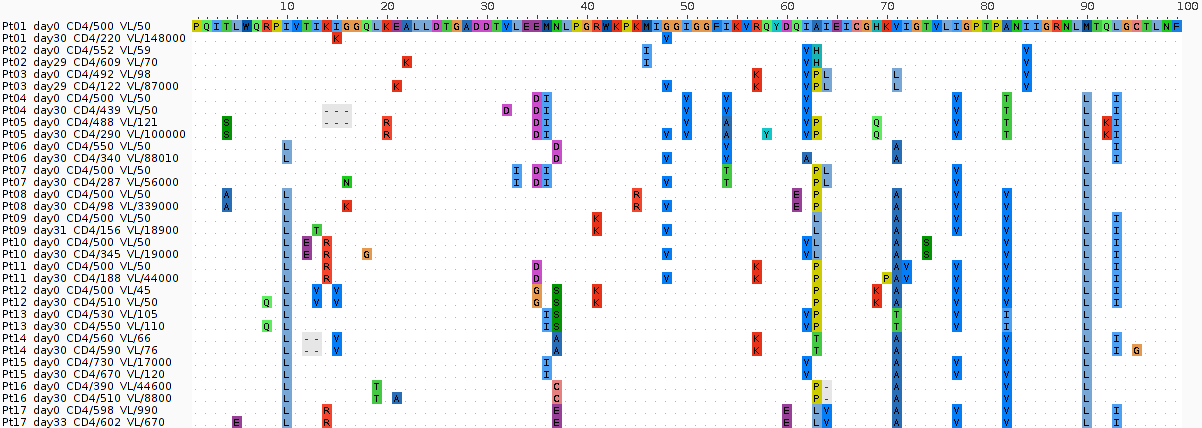 10 20 30 40 50 60 70 80 90 100
Pt01 day0 CD4/500 VL/50 PQITLWQRPIVTIKIGGQLKEALLDTGADDTVLEEMNLPGRWKPKMIGGIGGFIKVRQYDQIAIEICGHKVIGTVLIGPTPANIIGRNLMTQLGCTLNF
Pt01 day30 CD4/220 VL/148000 K V
Pt02 day0 CD4/552 VL/59 I V H V
Pt02 day29 CD4/609 VL/70 K I V H V
Pt03 day0 CD4/492 VL/98 K V P L L V
Pt03 day29 CD4/122 VL/87000 K V K V P L L V
Pt04 day0 CD4/500 VL/50 D I V V V V T L I
Pt04 day30 CD4/439 VL/50 --- D D I V V V V T L I
Pt05 day0 CD4/488 VL/121 S --- R D I V A V P Q V T L K I
Pt05 day30 CD4/290 VL/100000 S R D I V V A Y V P Q V T L K I
Pt06 day0 CD4/550 VL/50 L D V A L I
Pt06 day30 CD4/340 VL/88010 L D V V A A L I
Pt07 day0 CD4/500 VL/50 I D I T P L V L
Pt07 day30 CD4/287 VL/56000 N I D I V T P L V L
Pt08 day0 CD4/500 VL/50 A L R E P A V V L
Pt08 day30 CD4/98 VL/339000 A L K R V E P A V V L
Pt09 day0 CD4/500 VL/50 L K L A V V L I
Pt09 day31 CD4/156 VL/18900 L T K V L A V V L I
Pt10 day0 CD4/500 VL/50 L E R V L A S V L I
Pt10 day30 CD4/345 VL/19000 L E R G V V L A S V L I
Pt11 day0 CD4/500 VL/50 L R D K P A V V V L I
Pt11 day30 CD4/188 VL/44000 L R D V K P P A V V V L I
Pt12 day0 CD4/500 VL/45 L V V G S K P K A V V L I
Pt12 day30 CD4/510 VL/50 Q L V V G S K P K A V V L I
Pt13 day0 CD4/530 VL/105 L I S V P T V I L
Pt13 day30 CD4/550 VL/110 Q L I S V P T V I L
Pt14 day0 CD4/560 VL/66 L -- V A K T A V L I
Pt14 day30 CD4/590 VL/76 L -- V A K T A V L I G
Pt15 day0 CD4/730 VL/17000 L I V A V V L
Pt15 day30 CD4/670 VL/120 L I V A V V L
Pt16 day0 CD4/390 VL/44600 L T C P - A V L
Pt16 day30 CD4/510 VL/8800 L T A C P - A V L
Pt17 day0 CD4/598 VL/990 L R E E L V A V V L I
Pt17 day33 CD4/602 VL/670 E L R E E L V A V V L I